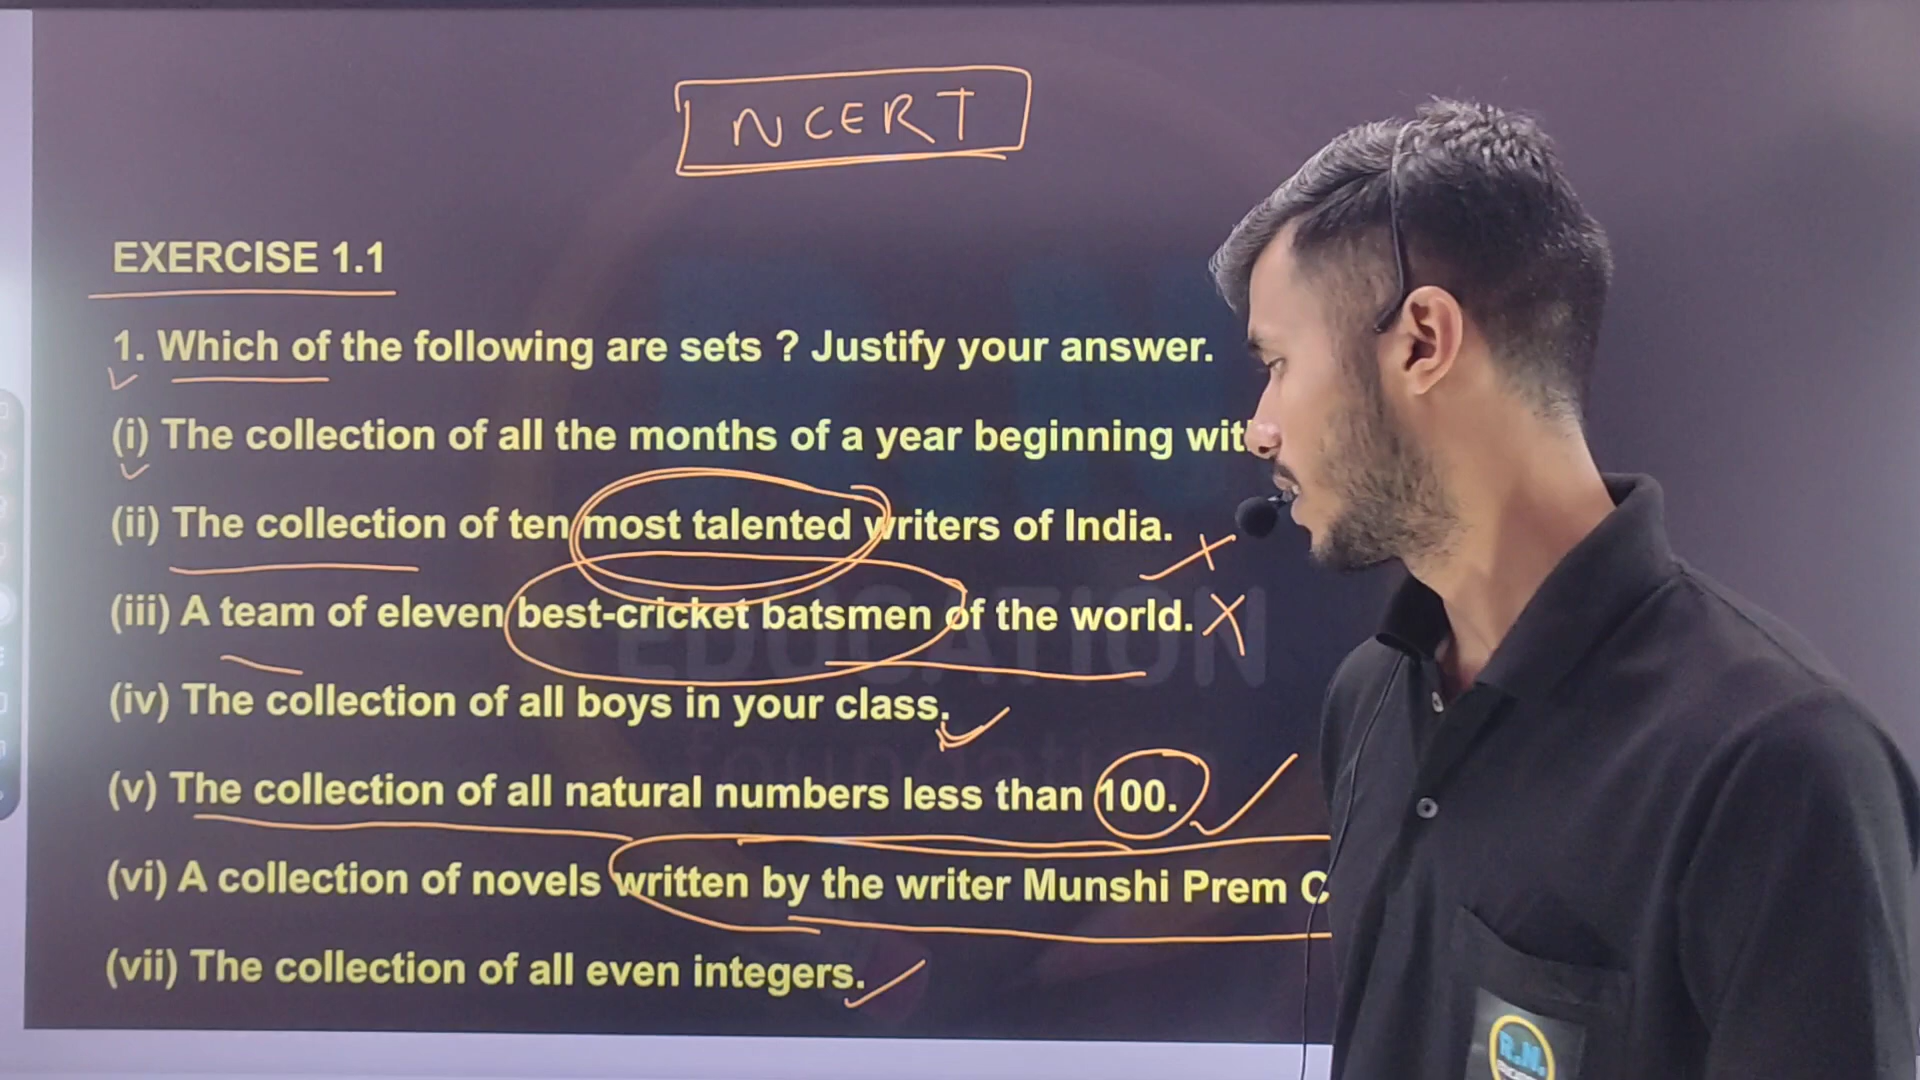 NCERT
EXERCISE 1.1
1. Which of the following are sets ? Justify your answer.
(i) The collection of all the months of a year beginning
(ii) The collection of ten most talented writers of India.
(iii) A team of eleven best-cricket batsmen of the world.
(iv) The collection of all boys in your class.
(v) The collection of all natural numbers less than 100.
(vi) A collection of novels written by the writer Munshi Prem
(vii) The collection of all even integers.
EDUCATION
foundation
R.N.